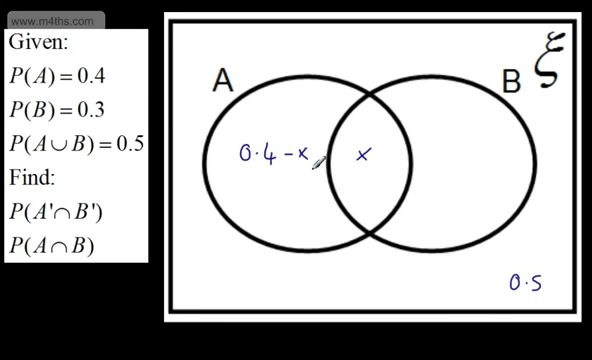 www.m4ths.com
Given:
P(A) = 0.4
P(B) = 0.3
P(A∪B) = 0.5
Find:
P(A'∩B')
P(A∩B)
A
B
ξ
0.4 - x
x
0.5